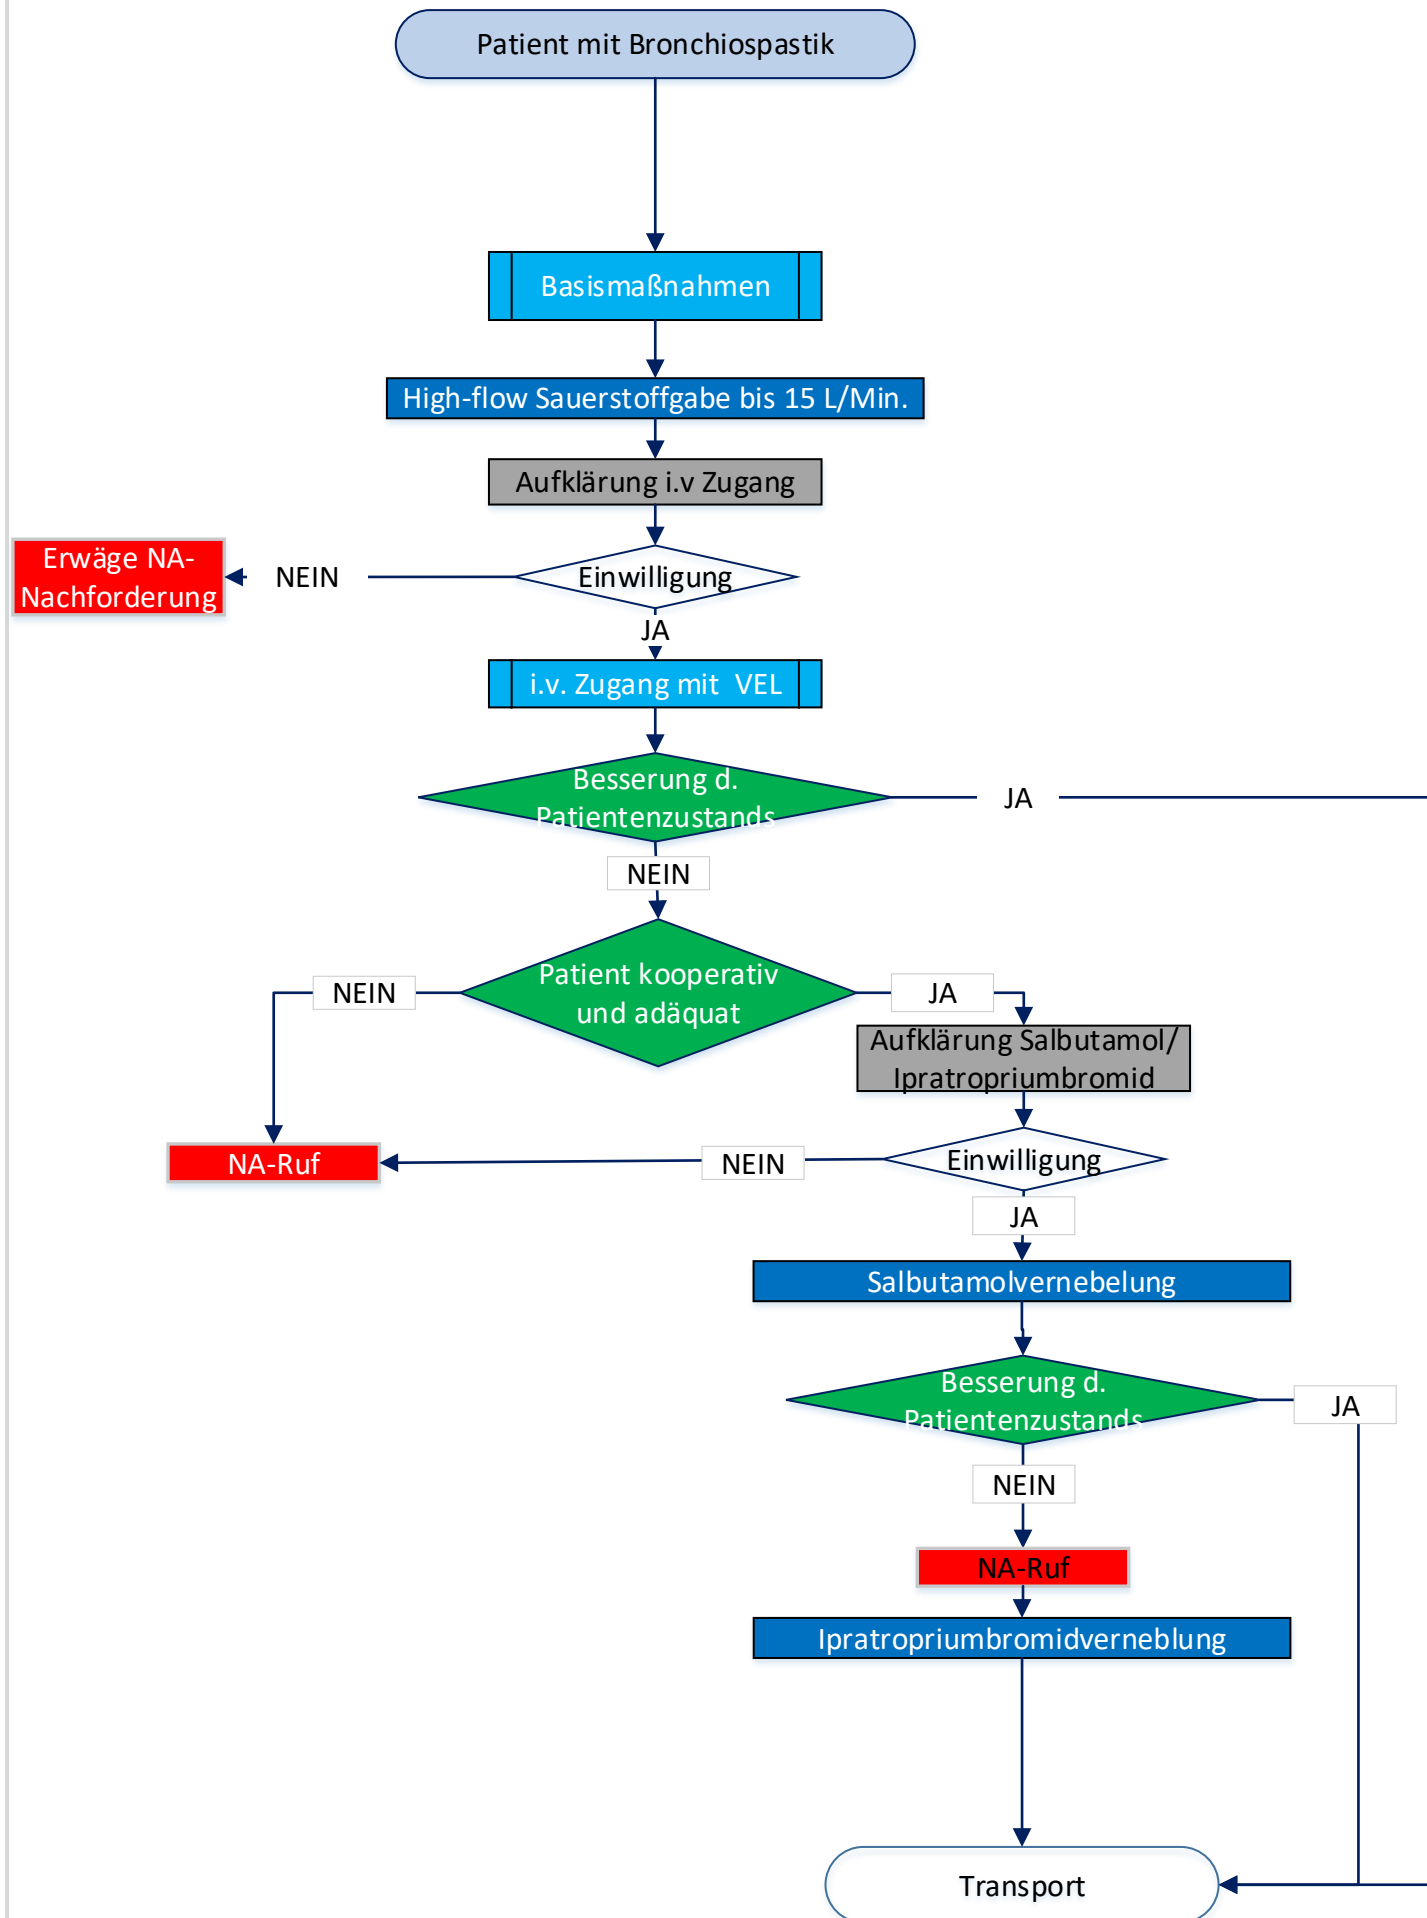 Patient mit Bronchiospastik
Basismaßnahmen
High-flow Sauerstoffgabe bis 15 L/Min.
Aufklärung i.v Zugang
Erwäge NA-
Nachforderung
NEIN
Einwilligung
JA
i.v. Zugang mit  VEL
Besserung d.
Patientenzustands
JA
NEIN
Patient kooperativ
und adäquat
NEIN
JA
Aufklärung Salbutamol/
Ipratropriumbromid
NA-Ruf
NEIN
Einwilligung
JA
Salbutamolvernebelung
Besserung d.
Patientenzustands
JA
NEIN
NA-Ruf
Ipratropriumbromidverneblung
Transport